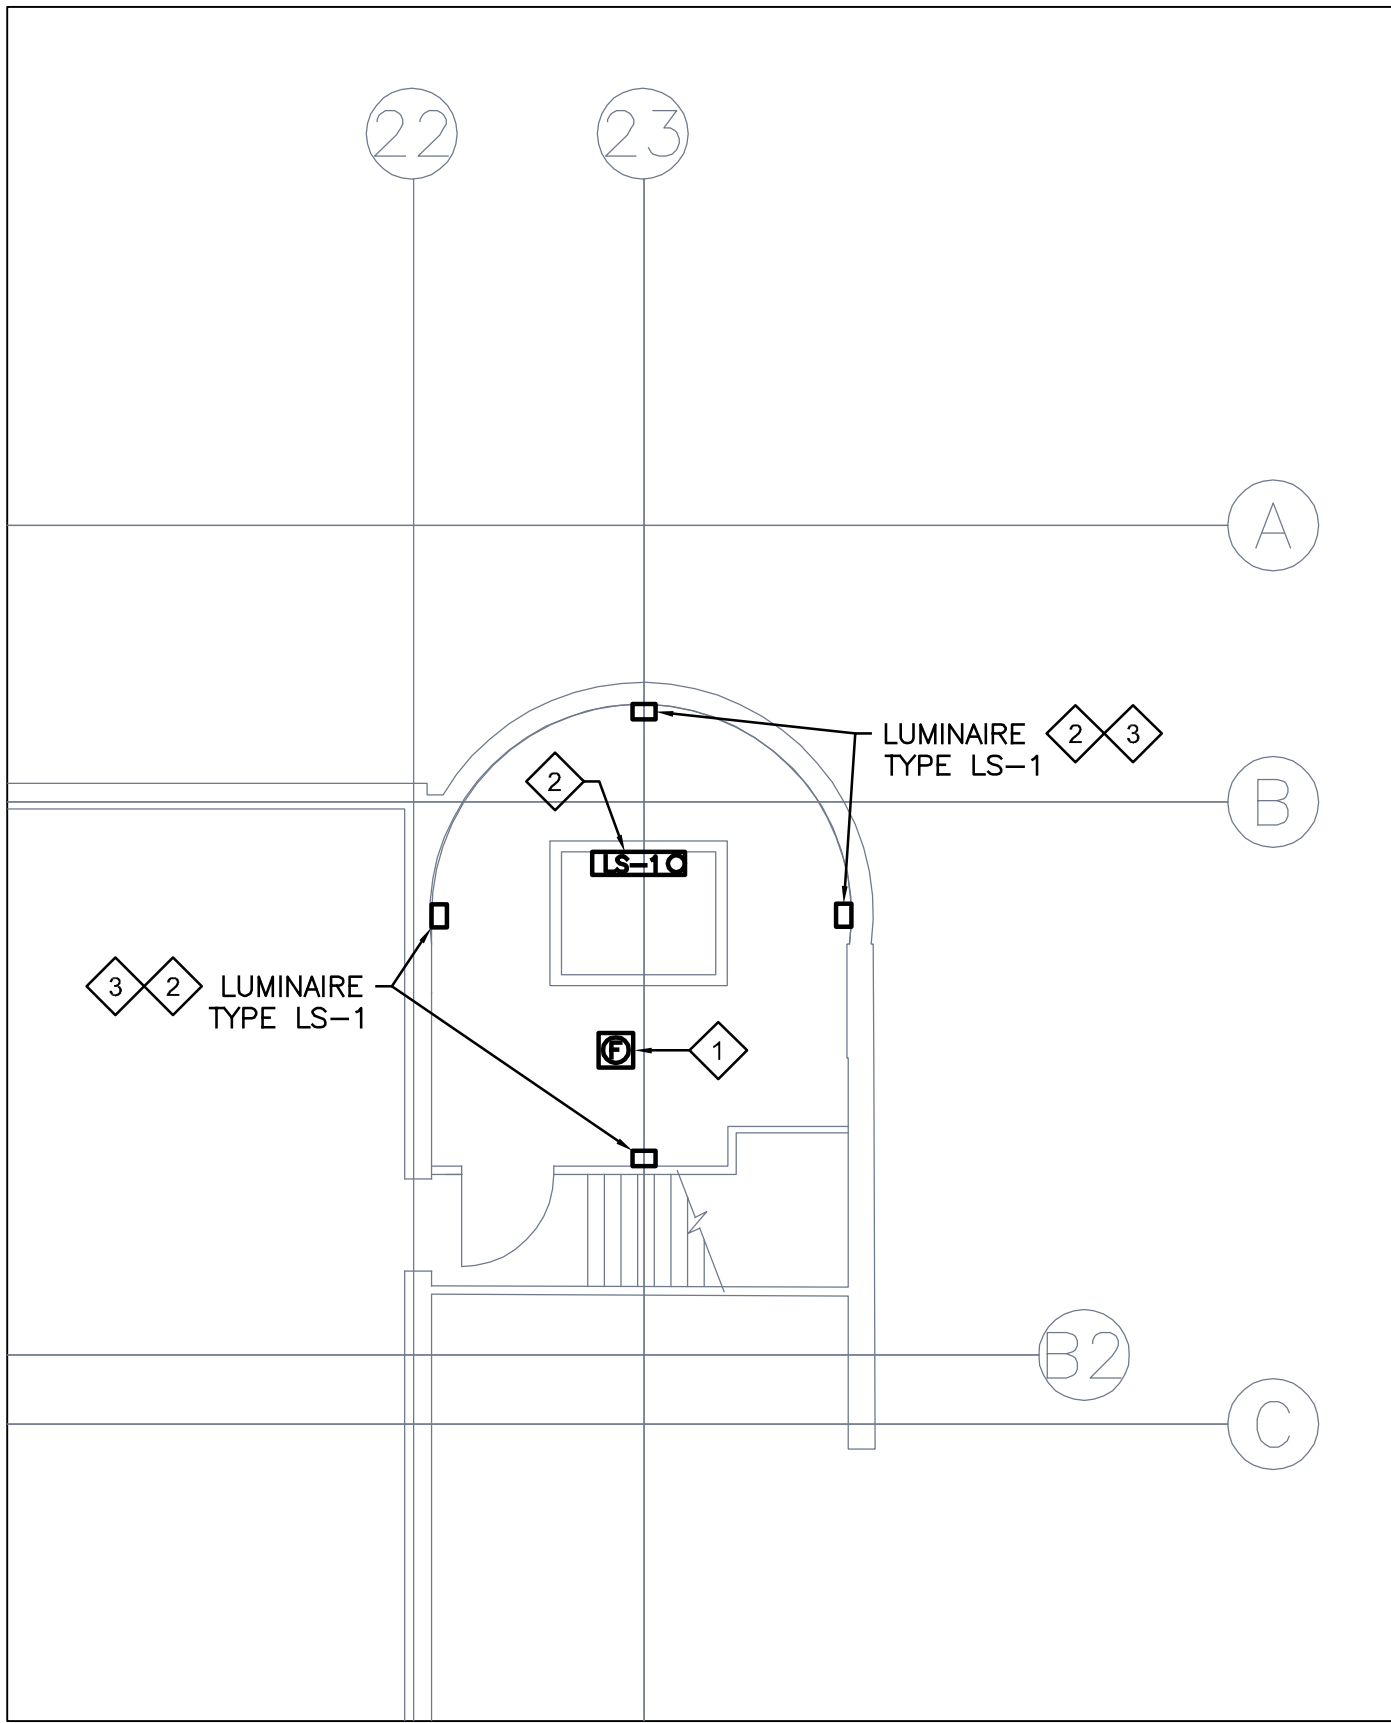 22
23
A
LUMINAIRE 2 3
TYPE LS-1
2
B
LS-1
3 2 LUMINAIRE
TYPE LS-1
F
1
B2
C